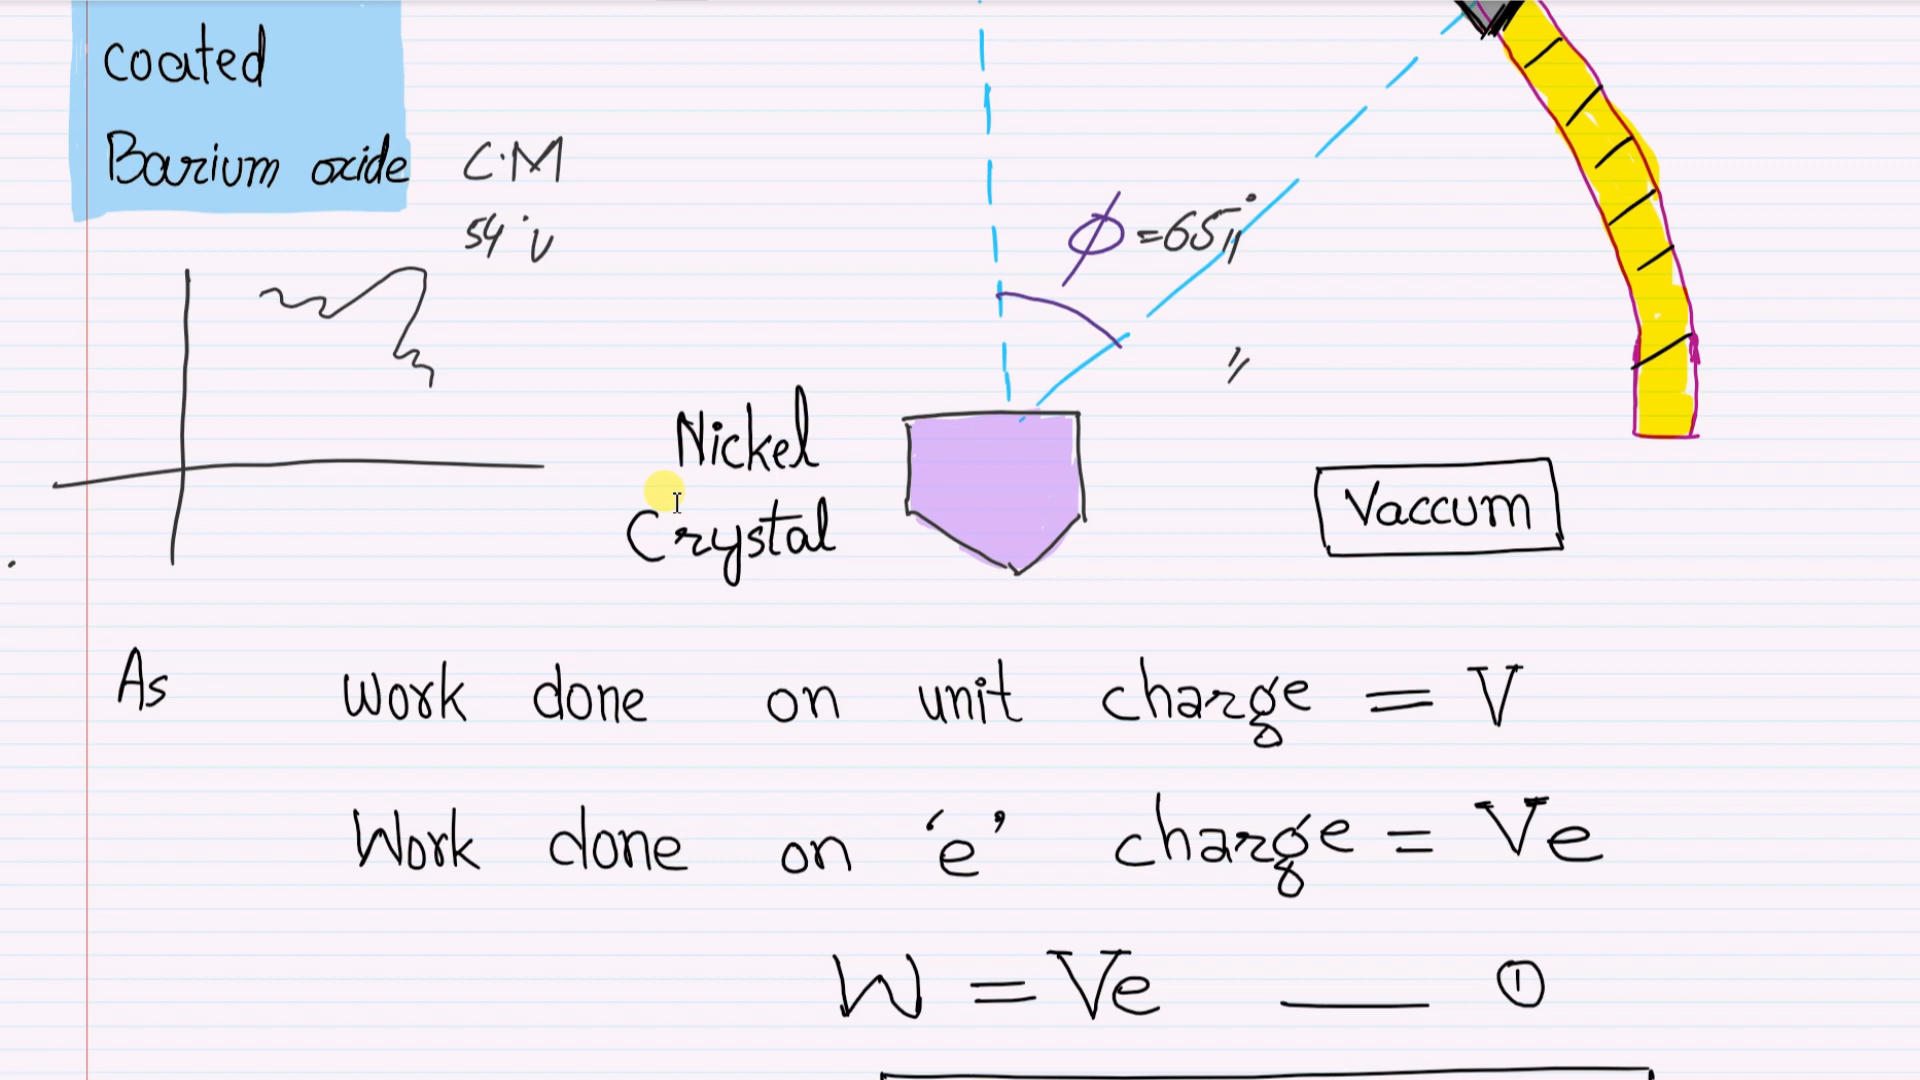 coated
Barium oxide
C.M
54 v
ϕ=65°
Nickel
Crystal
Vaccum
As Work done on unit charge = V
Work done on 'e' charge = Ve
W = Ve — ①